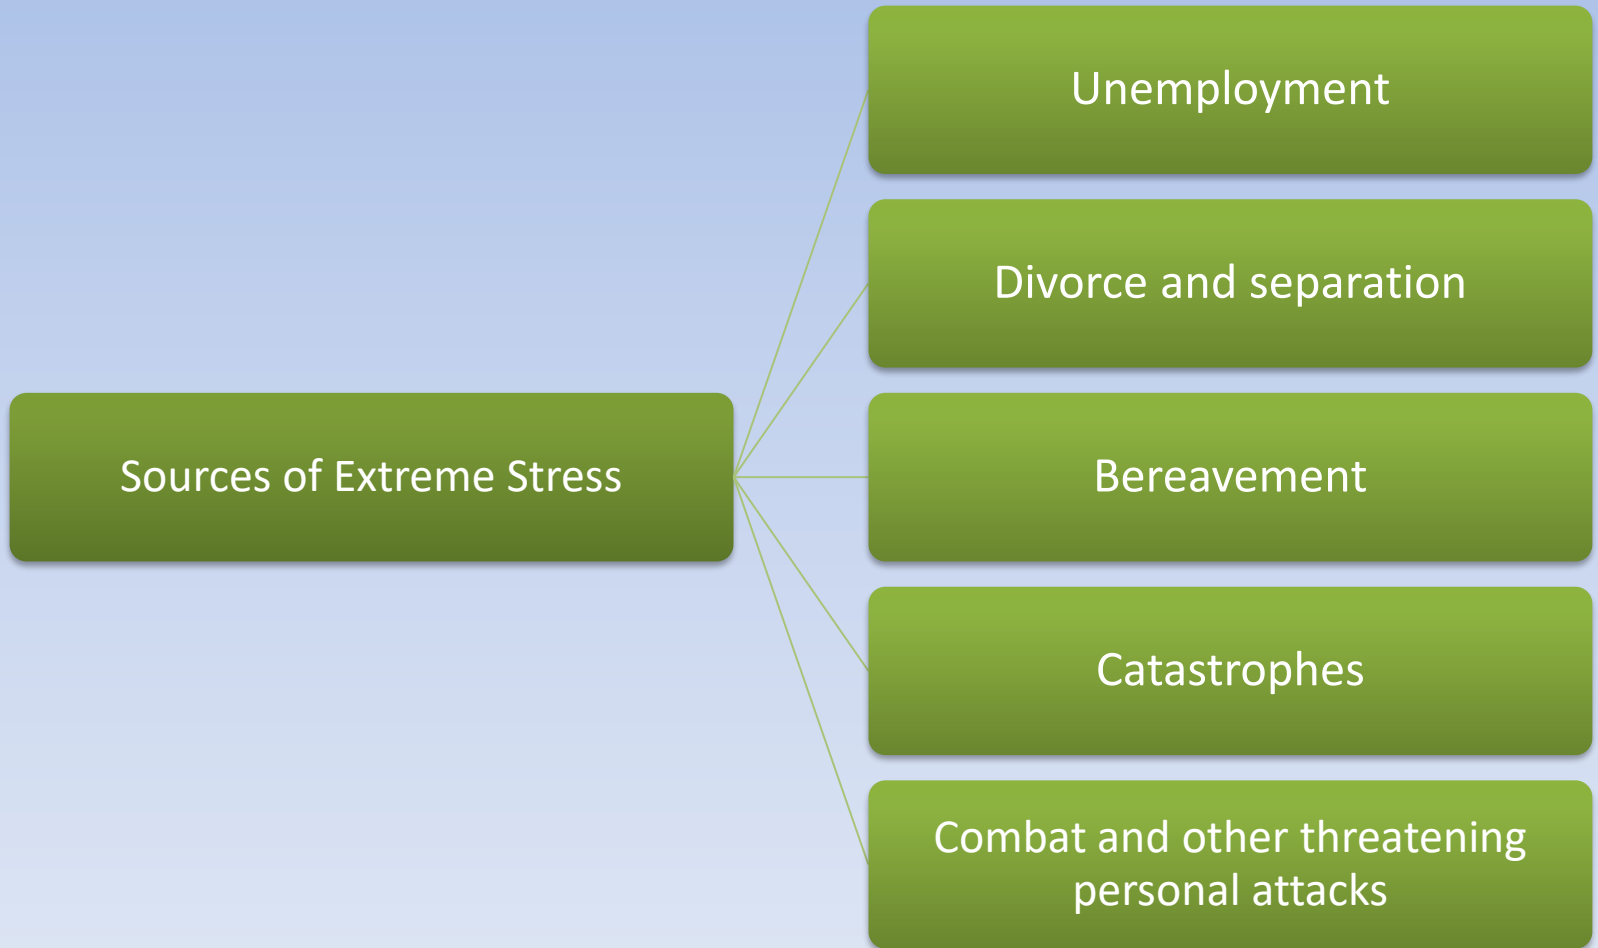 Sources of Extreme Stress
Unemployment
Divorce and separation
Bereavement
Catastrophes
Combat and other threatening
personal attacks